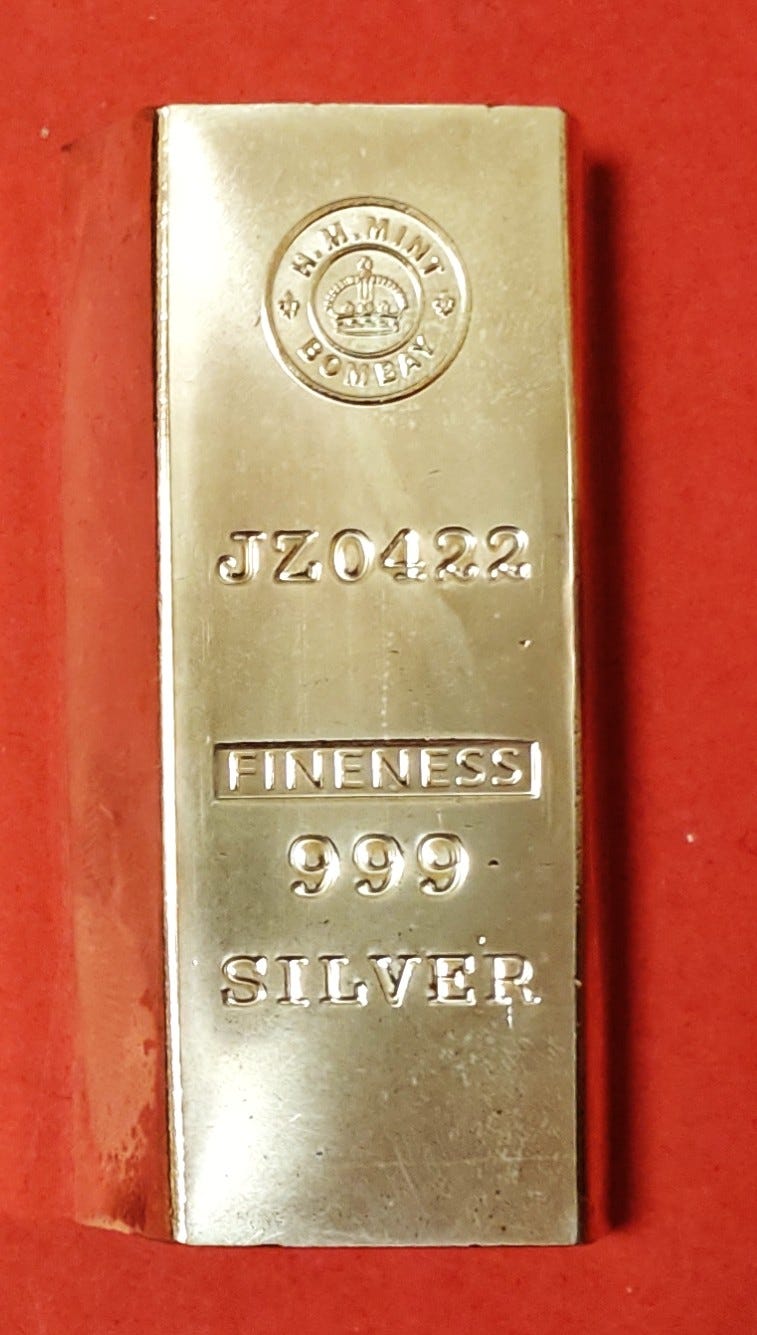 H.M.MINT
BOMBAY
JZ0422
FINENESS
999
SILVER